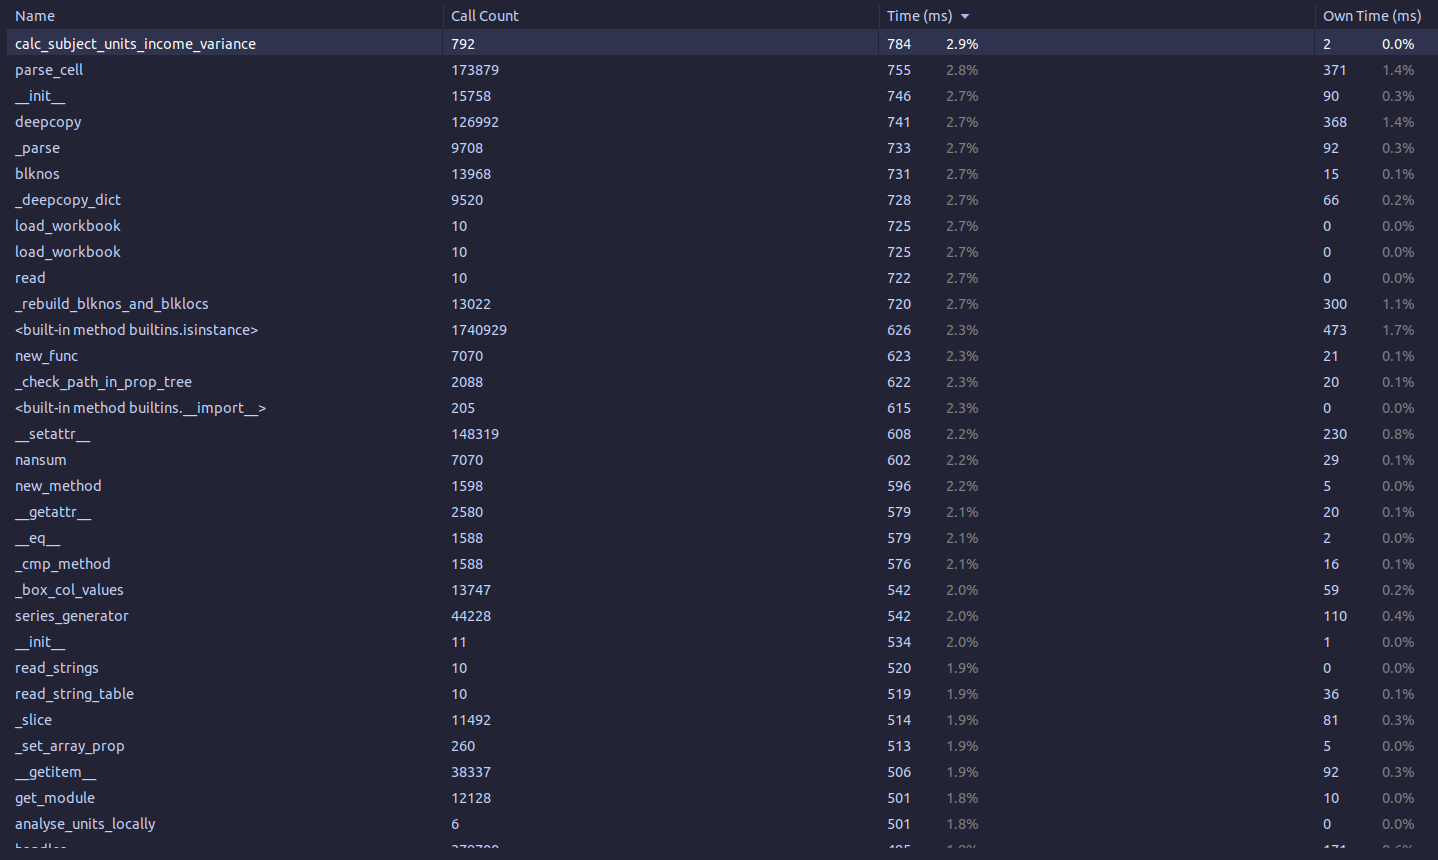 Name Call Count Time (ms) Own Time (ms)
calc_subject_units_income_variance 792 784 2.9% 2 0.0%
parse_cell 173879 755 2.8% 371 1.4%
__init__ 15758 746 2.7% 90 0.3%
deepcopy 126992 741 2.7% 368 1.4%
_parse 9708 733 2.7% 92 0.3%
blknos 13968 731 2.7% 15 0.1%
_deepcopy_dict 9520 728 2.7% 66 0.2%
load_workbook 10 725 2.7% 0 0.0%
load_workbook 10 725 2.7% 0 0.0%
read 10 722 2.7% 0 0.0%
_rebuild_blknos_and_blklocs 13022 720 2.7% 300 1.1%
<built-in method builtins.isinstance> 1740929 626 2.3% 473 1.7%
new_func 7070 623 2.3% 21 0.1%
_check_path_in_prop_tree 2088 622 2.3% 20 0.1%
<built-in method builtins.__import__> 205 615 2.3% 0 0.0%
__setattr__ 148319 608 2.2% 230 0.8%
nansum 7070 602 2.2% 29 0.1%
new_method 1598 596 2.2% 5 0.0%
__getattr__ 2580 579 2.1% 20 0.1%
__eq__ 1588 579 2.1% 2 0.0%
_cmp_method 1588 576 2.1% 16 0.1%
_box_col_values 13747 542 2.0% 59 0.2%
series_generator 44228 542 2.0% 110 0.4%
__init__ 11 534 2.0% 1 0.0%
read_strings 10 520 1.9% 0 0.0%
read_string_table 10 519 1.9% 36 0.1%
_slice 11492 514 1.9% 81 0.3%
_set_array_prop 260 513 1.9% 5 0.0%
__getitem__ 38337 506 1.9% 92 0.3%
get_module 12128 501 1.8% 10 0.0%
analyse_units_locally 6 501 1.8% 0 0.0%